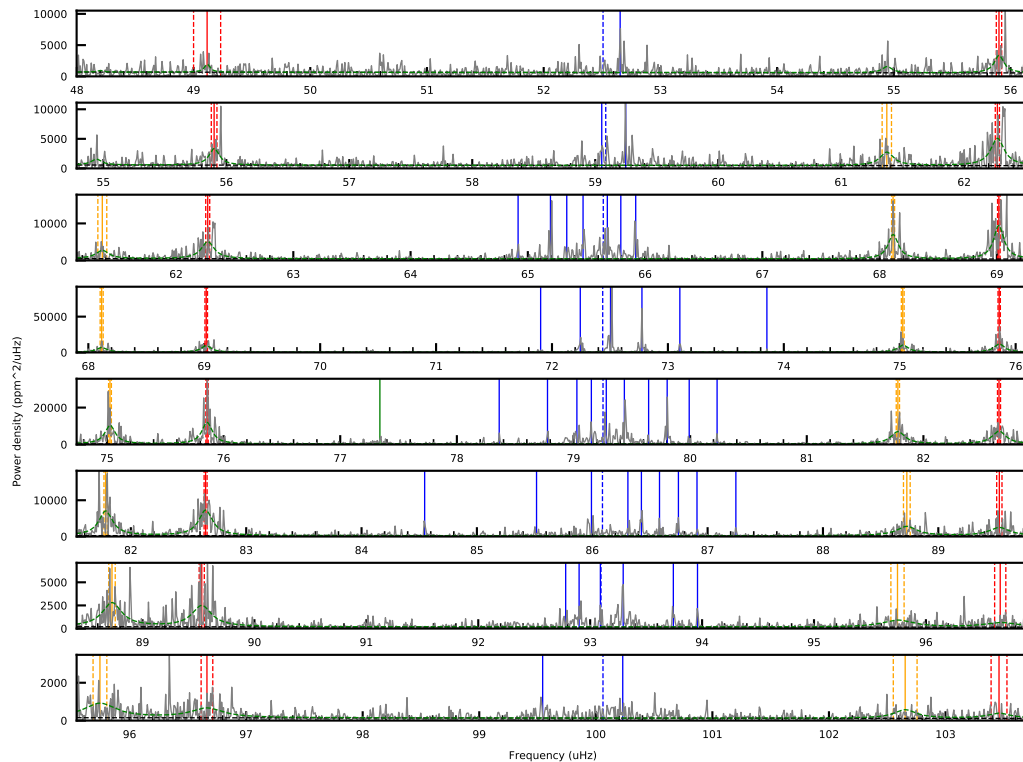 10000
5000
0
48 49 50 51 52 53 54 55 56
10000
5000
0
55 56 57 58 59 60 61 62
10000
0
62 63 64 65 66 67 68 69
50000
0
68 69 70 71 72 73 74 75 76
20000
0
75 76 77 78 79 80 81 82
10000
0
82 83 84 85 86 87 88 89
5000
2500
0
89 90 91 92 93 94 95 96
2000
0
96 97 98 99 100 101 102 103
Power density (ppm^2/uHz)
Frequency (uHz)